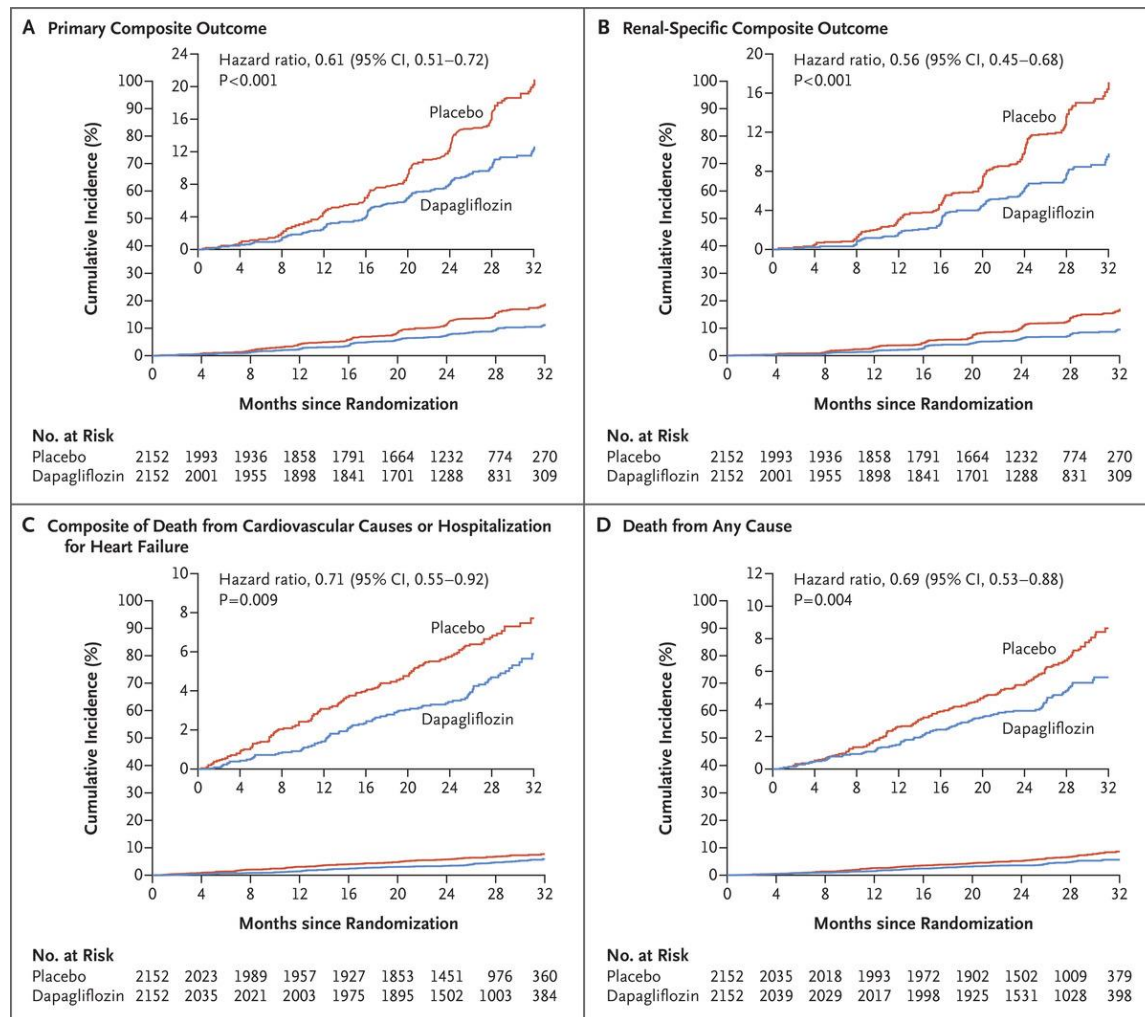 A Primary Composite Outcome
Hazard ratio, 0.61 (95% CI, 0.51–0.72)
P<0.001
Placebo
Dapagliflozin
24
20
16
12
8
4
0
0 4 8 12 16 20 24 28 32
Cumulative Incidence (%)
100
90
80
70
60
50
40
30
20
10
0
0 4 8 12 16 20 24 28 32
Months since Randomization
No. at Risk
Placebo 2152 1993 1936 1858 1791 1664 1232 774 270
Dapagliflozin 2152 2001 1955 1898 1841 1701 1288 831 309
B Renal-Specific Composite Outcome
Hazard ratio, 0.56 (95% CI, 0.45–0.68)
P<0.001
Placebo
Dapagliflozin
20
16
12
8
4
0
0 4 8 12 16 20 24 28 32
Cumulative Incidence (%)
100
90
80
70
60
50
40
30
20
10
0
0 4 8 12 16 20 24 28 32
Months since Randomization
No. at Risk
Placebo 2152 1993 1936 1858 1791 1664 1232 774 270
Dapagliflozin 2152 2001 1955 1898 1841 1701 1288 831 309
C Composite of Death from Cardiovascular Causes or Hospitalization
for Heart Failure
Hazard ratio, 0.71 (95% CI, 0.55–0.92)
P=0.009
Placebo
Dapagliflozin
10
8
6
4
2
0
0 4 8 12 16 20 24 28 32
Cumulative Incidence (%)
100
90
80
70
60
50
40
30
20
10
0
0 4 8 12 16 20 24 28 32
Months since Randomization
No. at Risk
Placebo 2152 2023 1989 1957 1927 1853 1451 976 360
Dapagliflozin 2152 2035 2021 2003 1975 1895 1502 1003 384
D Death from Any Cause
Hazard ratio, 0.69 (95% CI, 0.53–0.88)
P=0.004
Placebo
Dapagliflozin
12
10
8
6
4
2
0
0 4 8 12 16 20 24 28 32
Cumulative Incidence (%)
100
90
80
70
60
50
40
30
20
10
0
0 4 8 12 16 20 24 28 32
Months since Randomization
No. at Risk
Placebo 2152 2035 2018 1993 1972 1902 1502 1009 379
Dapagliflozin 2152 2039 2029 2017 1998 1925 1531 1028 398